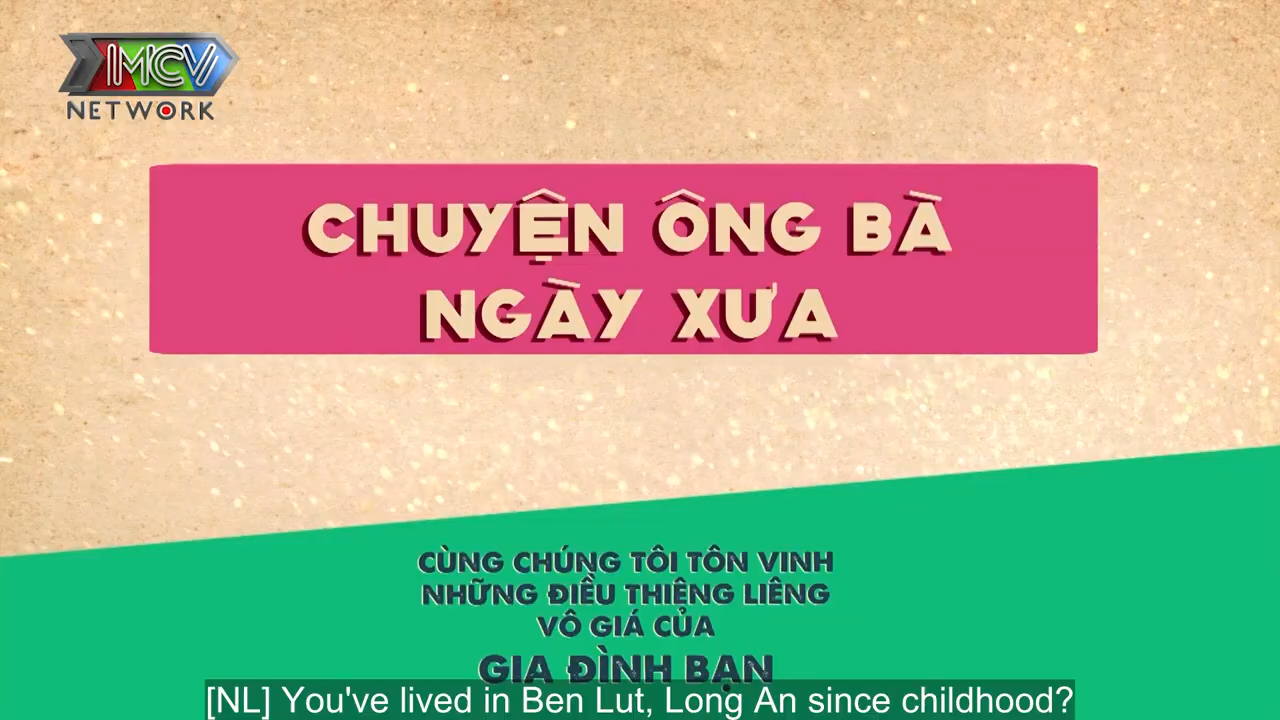 MCV
NETWORK
CHUYỆN ÔNG BÀ
NGÀY XƯA
CÙNG CHÚNG TÔI TÔN VINH
NHỮNG ĐIỀU THIÊNG LIÊNG
VÔ GIÁ CỦA
GIA ĐÌNH BẠN
[NL] You've lived in Ben Lut, Long An since childhood?